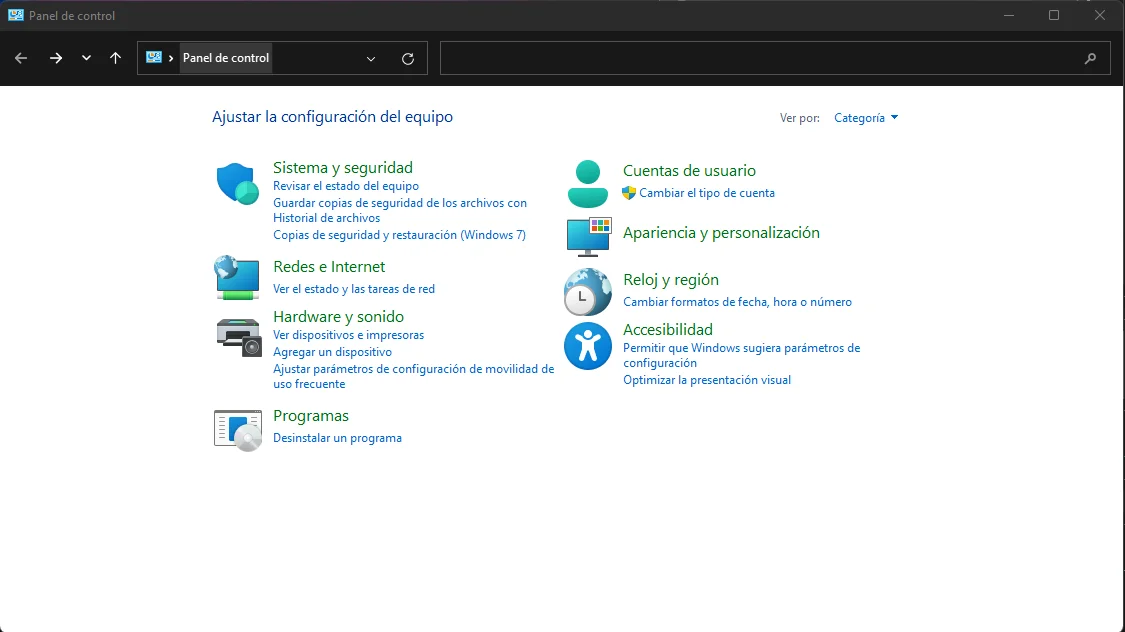 Panel de control
Panel de control
Ajustar la configuración del equipo
Ver por: Categoría
Sistema y seguridad
Revisar el estado del equipo
Guardar copias de seguridad de los archivos con
Historial de archivos
Copias de seguridad y restauración (Windows 7)
Redes e Internet
Ver el estado y las tareas de red
Hardware y sonido
Ver dispositivos e impresoras
Agregar un dispositivo
Ajustar parámetros de configuración de movilidad de
uso frecuente
Programas
Desinstalar un programa
Cuentas de usuario
Cambiar el tipo de cuenta
Apariencia y personalización
Reloj y región
Cambiar formatos de fecha, hora o número
Accesibilidad
Permitir que Windows sugiera parámetros de
configuración
Optimizar la presentación visual